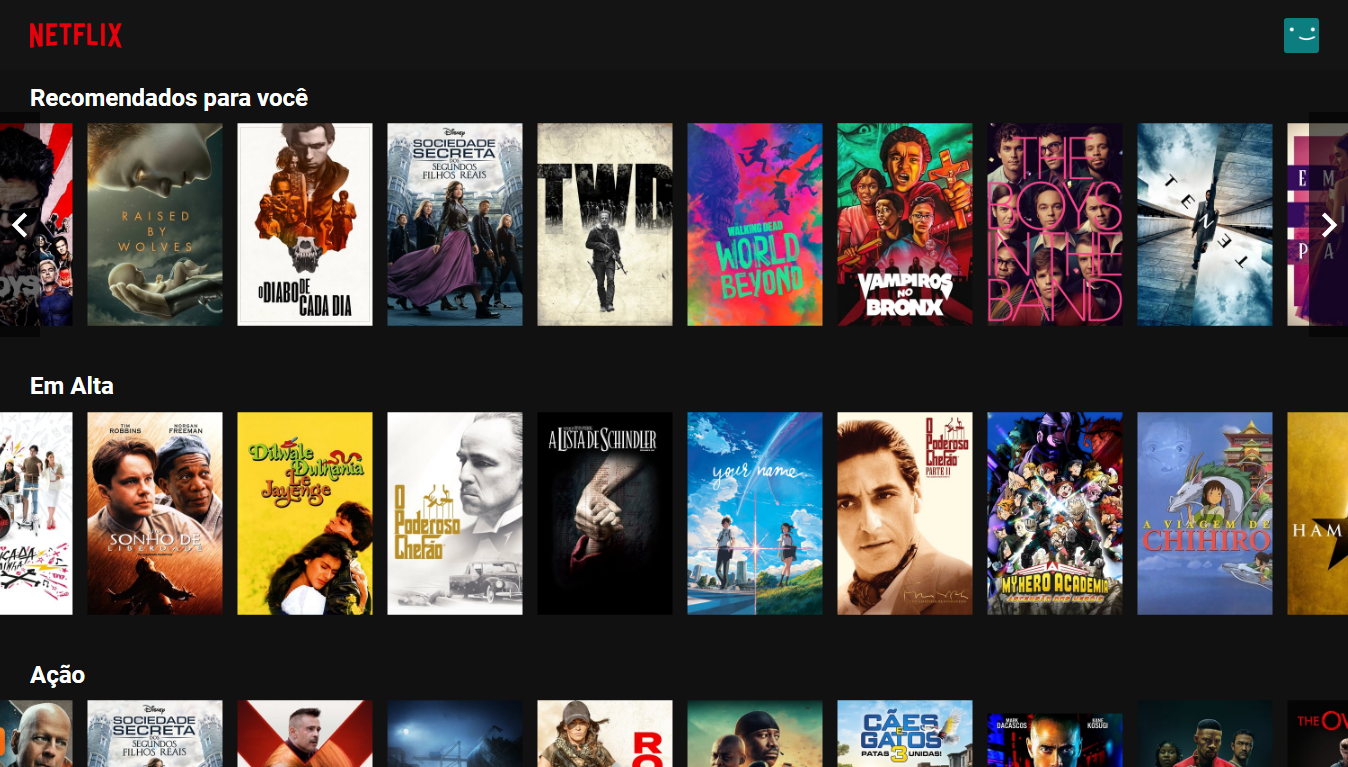 NETFLIX
Recomendados para você
OYS
RAISED
BY
WOLVES
O DIABO DE
CADA DIA
Disney
SOCIEDADE
SECRETA
DOS
SEGUNDOS
FILHOS REAIS
TWD
WALKING DEAD
WORLD
BEYOND
VAMPIROS
NO
BRONX
THE
BOYS
IN THE
BAND
TENET
EM
PA
Em Alta
TIM
ROBBINS
MORGAN
FREEMAN
SONHO DE
LIBERDADE
Dilwale
Dulhania
Le
Jayenge
O
Poderoso
Chefão
A LISTA DE SCHINDLER
your name.
O
Poderoso
Chefão
PARTE II
MY HERO ACADEMIA
A VIAGEM DE
CHIHIRO
HAM
Ação
Disney
SOCIEDADE
SECRETA
DOS
SEGUNDOS
FILHOS REAIS
RO
CÃES
E
GATOS
3
PATAS UNIDAS!
MARK
DACASCOS
KANE
KOSUGI
THE OV